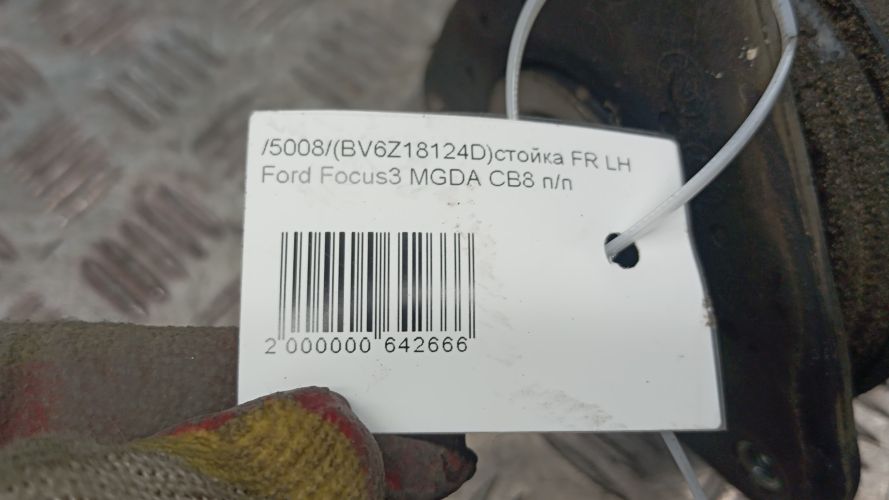 /5008/(BV6Z18124D)стойка FR LH
Ford Focus3 MGDA CB8 п/п
2 000000 642666